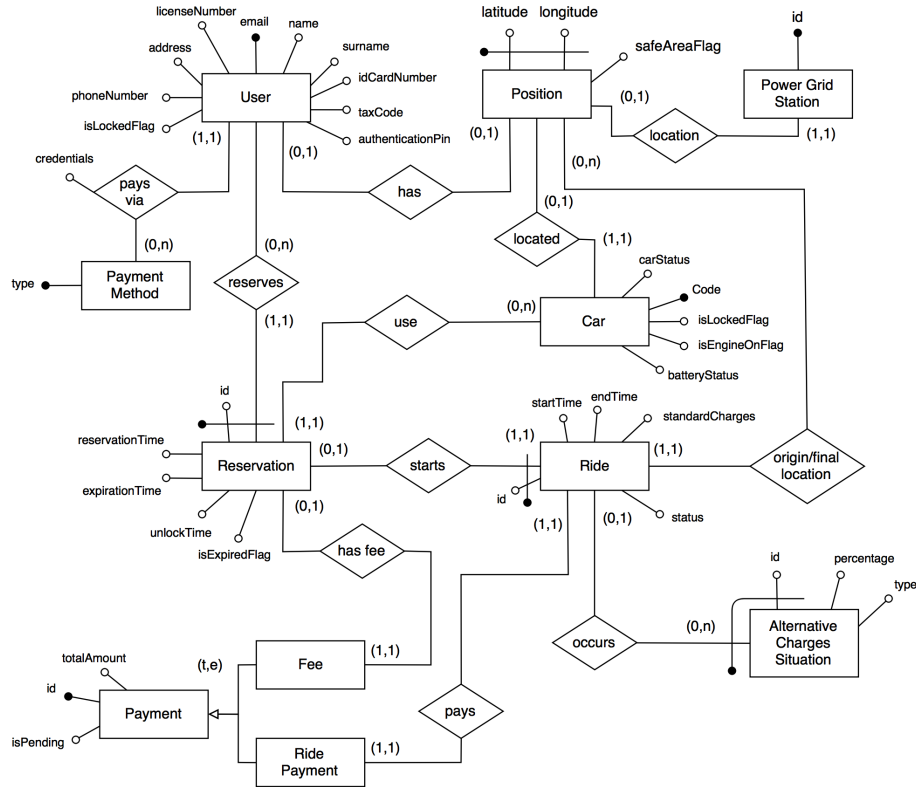 latitude
longitude
id
licenseNumber
email
name
address
surname
safeAreaFlag
User
idCardNumber
Position
Power Grid
Station
phoneNumber
taxCode
isLockedFlag
authenticationPin
(1,1)
(0,1)
(0,1)
(0,1)
location
(1,1)
(0,n)
credentials
pays
via
has
(0,1)
(0,n)
(0,n)
located
(1,1)
type
Payment
Method
reserves
carStatus
Code
(0,n)
Car
isLockedFlag
(1,1)
use
isEngineOnFlag
batteryStatus
id
startTime
endTime
standardCharges
(1,1)
(1,1)
reservationTime
(0,1)
(1,1)
Reservation
starts
Ride
origin/final
location
expirationTime
id
(0,1)
(1,1)
(0,1)
status
unlockTime
isExpiredFlag
has fee
id
percentage
type
occurs
(0,n)
Alternative
Charges
Situation
totalAmount
(t,e)
Fee
(1,1)
id
Payment
pays
isPending
Ride
Payment
(1,1)